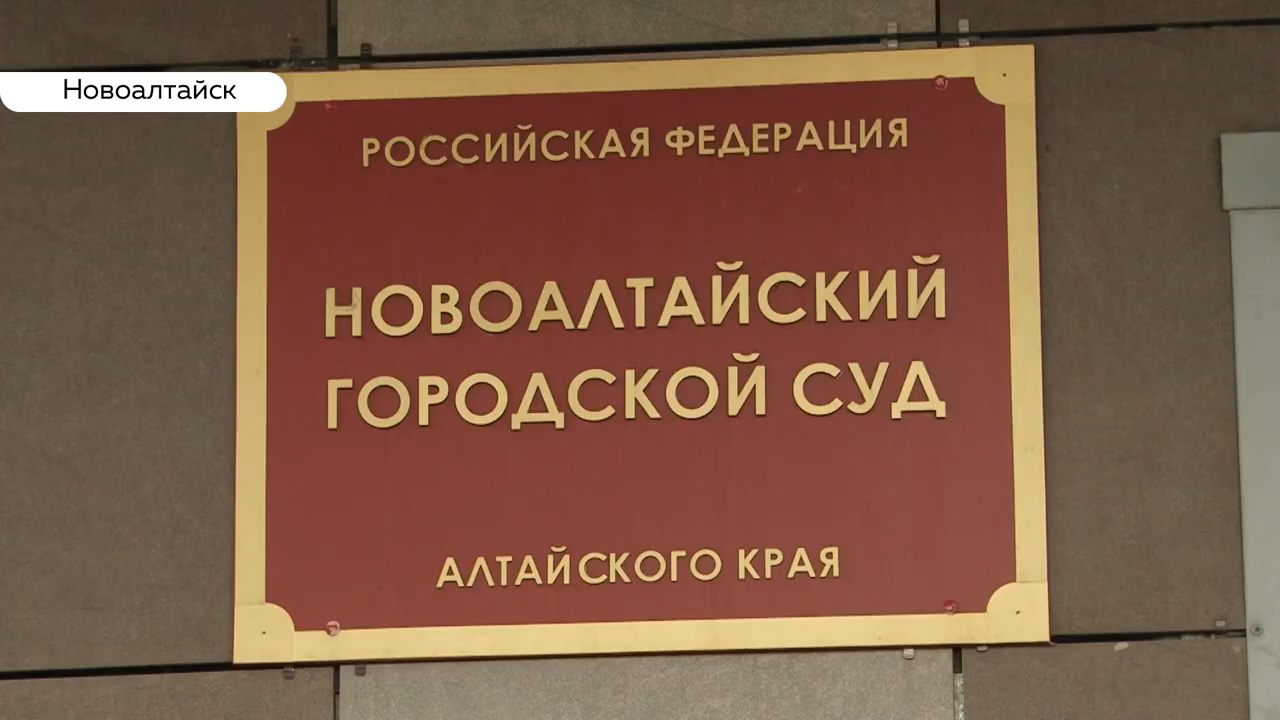 Новоалтайск
РОССИЙСКАЯ ФЕДЕРАЦИЯ
НОВОАЛТАЙСКИЙ
ГОРОДСКОЙ СУД
АЛТАЙСКОГО КРАЯ